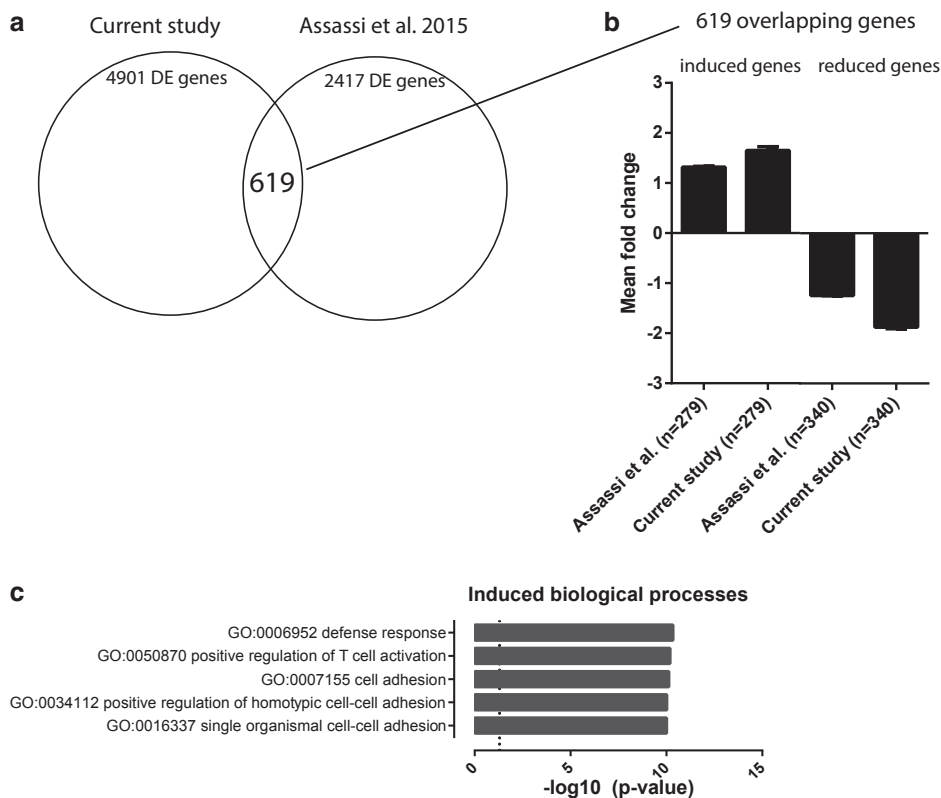 a
Current study
Assassi et al. 2015
4901 DE genes
2417 DE genes
619
b
619 overlapping genes
induced genes
reduced genes
Mean fold change
3
2
1
0
-1
-2
-3
Assassi et al. (n=279)
Current study (n=279)
Assassi et al. (n=340)
Current study (n=340)
c
Induced biological processes
GO:0006952 defense response
GO:0050870 positive regulation of T cell activation
GO:0007155 cell adhesion
GO:0034112 positive regulation of homotypic cell-cell adhesion
GO:0016337 single organismal cell-cell adhesion
0
5
10
15
-log10 (p-value)